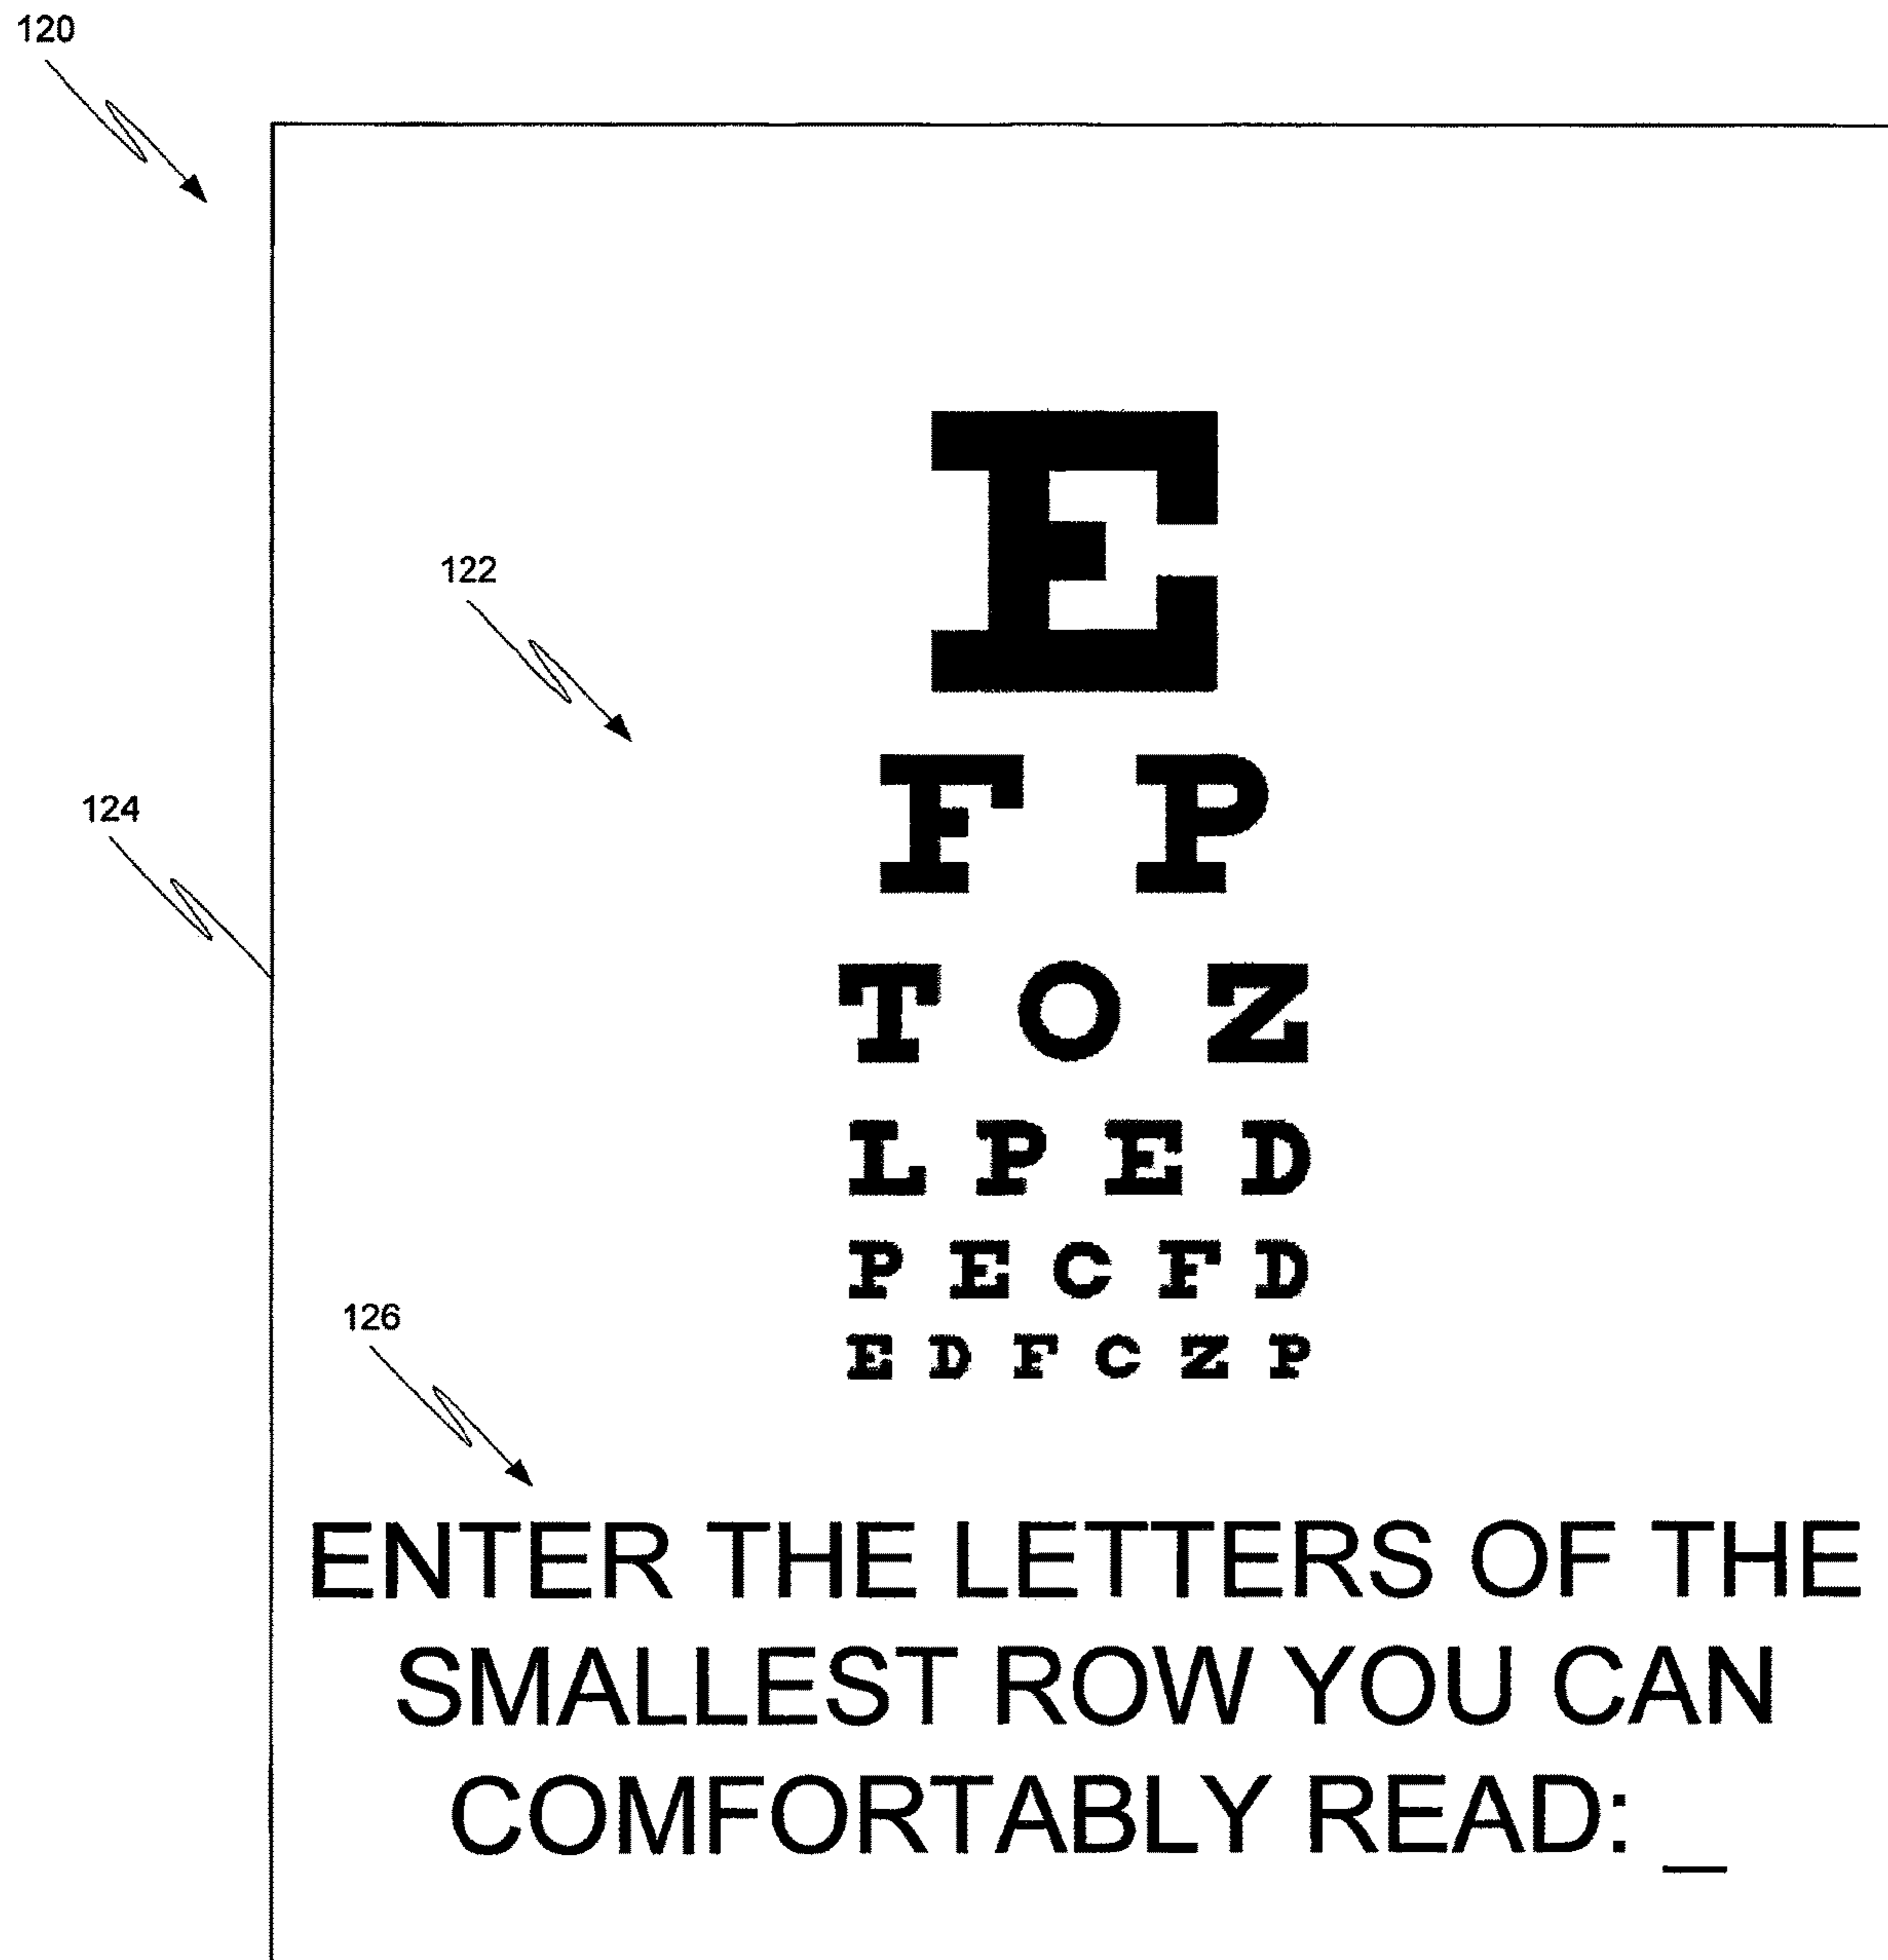 120
E
122
F P
124
T O Z
L P E D
P E C F D
126
E D F C Z P
ENTER THE LETTERS OF THE
SMALLEST ROW YOU CAN
COMFORTABLY READ: _